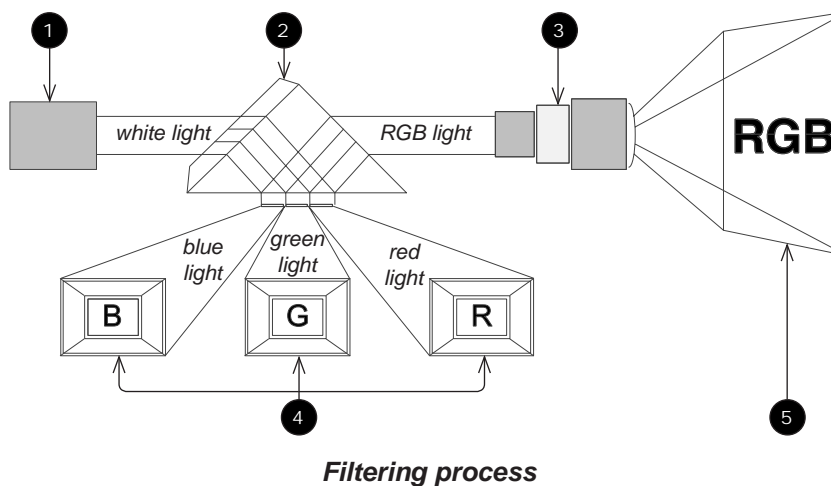 1
2
3
white light
RGB light
RGB
blue
light
green
light
red
light
B
G
R
4
5
Filtering process